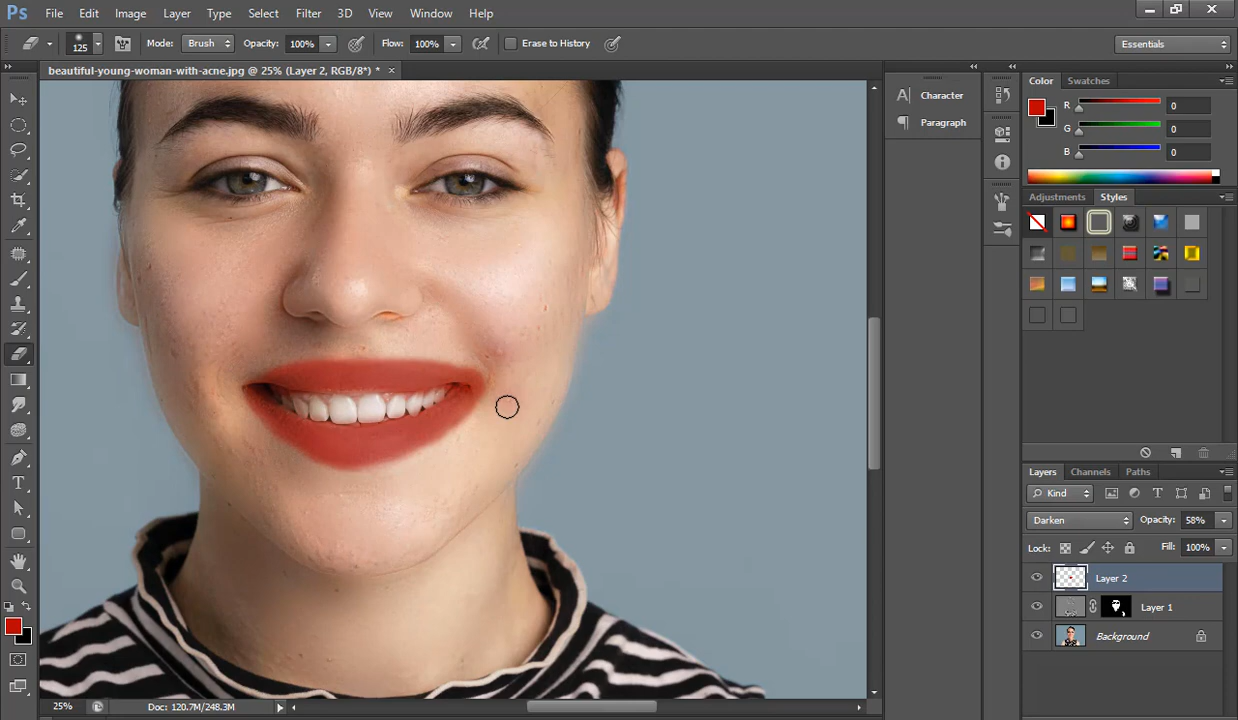 Ps File Edit Image Layer Type Select Filter 3D View Window Help
125 Mode: Brush Opacity: 100% Flow: 100% Erase to History Essentials
beautiful-young-woman-with-acne.jpg @ 25% (Layer 2, RGB/8*) * ×
Color Swatches
A| Character
¶ Paragraph
R 0
G 0
B 0
Adjustments Styles
Layers Channels Paths
Kind
Darken Opacity: 58%
Lock: Fill: 100%
Layer 2
Layer 1
Background
25% Doc: 120.7M/248.3M